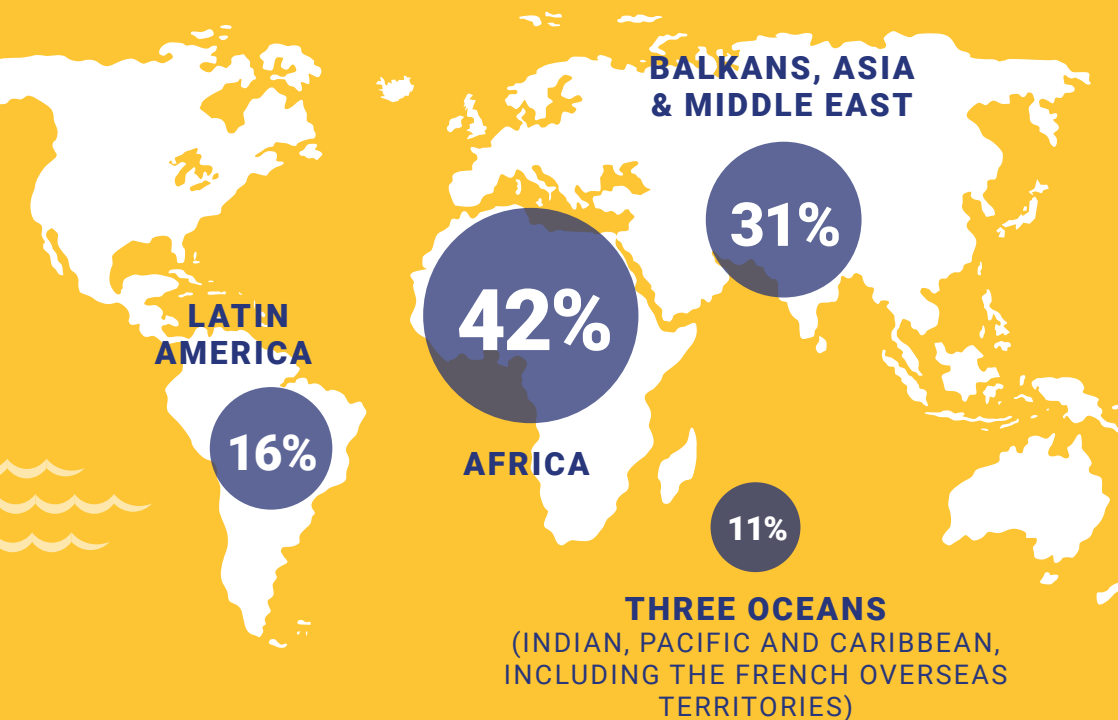 BALKANS, ASIA
& MIDDLE EAST
31%
42%
LATIN
AMERICA
16%
AFRICA
11%
THREE OCEANS
(INDIAN, PACIFIC AND CARIBBEAN,
INCLUDING THE FRENCH OVERSEAS
TERRITORIES)